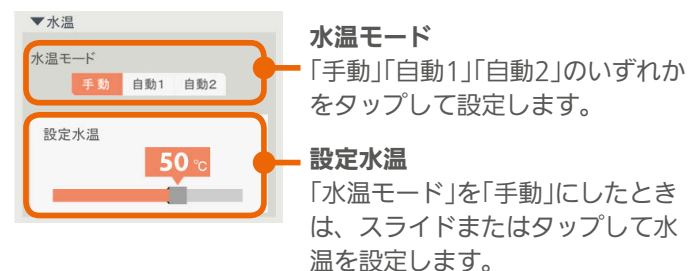 ▼水温
水温モード
手動 自動1 自動2
設定水温
50 ℃
水温モード
「手動」「自動1」「自動2」のいずれか
をタップして設定します。
設定水温
「水温モード」を「手動」にしたとき
は、スライドまたはタップして水
温を設定します。